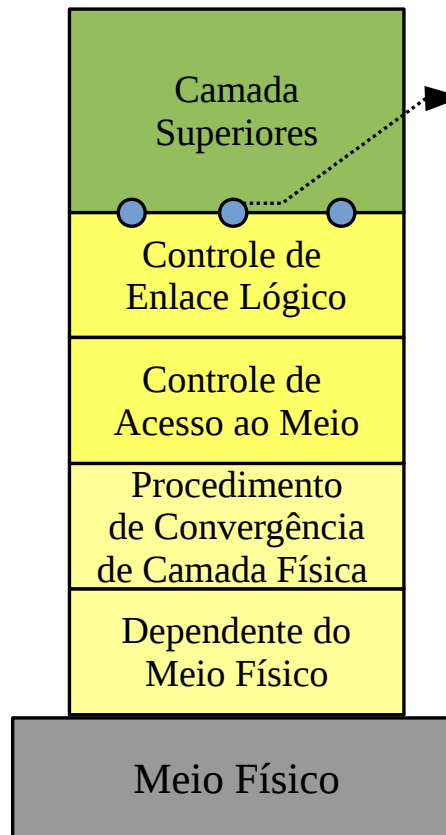 Camada
Superiores
Controle de
Enlace Lógico
Controle de
Acesso ao Meio
Procedimento
de Convergência
de Camada Física
Dependente do
Meio Físico
Meio Físico